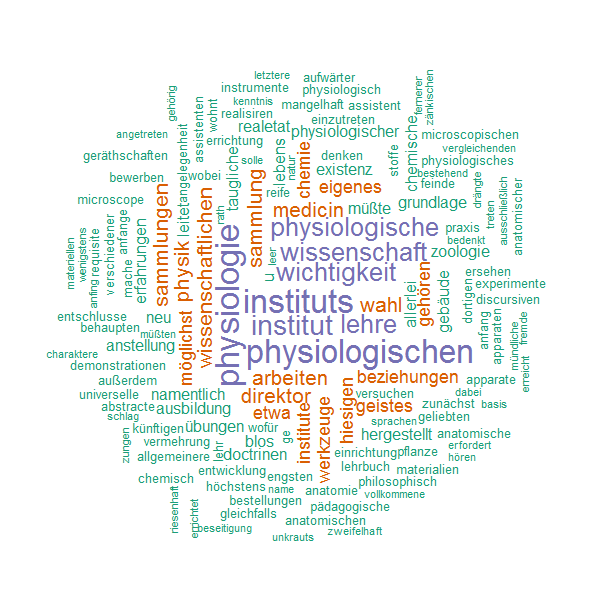 letztere
aufwärter
gehörig
instrumente
kenntnis
physiologisch
fernerer
zänkischen
assistenten
wohnt
realisiren
mangelhaft
assistent
angetreten
angelegenheit
errichtung
realetat
einzutreten
physiologischer
chemische
microscopischen
vergleichenden
geräthschaften
wobei
solle
lebens
natur
chemie
denken
stoffe
bestehend
physiologisches
bewerben
taugliche
sammlung
reife
eigenes
existenz
feinde
drängte
microscope
sammlungen
leitet
wissenschaftlichen
rath
medicin
müßte
grundlage
treten
ausschließlich
anatomischer
materiellen
wenigstens
requisite
verschiedener
anfange
erfahrungen
physik
physiologie
leer
physiologische
praxis
bedenkt
anfing
mache
u
wissenschaft
zoologie
wichtigkeit
allerlei
gehören
gebäude
ersehen
dortigen
experimente
discursiven
entschlusse
neu
instituts
wahl
behaupten
müßten
möglichst
institut
lehre
anfang
apparaten
mündliche
fremde
anstellung
physiologischen
charaktere
demonstrationen
erreicht
außerdem
arbeiten
beziehungen
apparate
universelle
namentlich
direktor
hiesigen
versuchen
dabei
abstracte
ausbildung
etwa
geistes
zunächst
basis
schlag
sprachen
geliebten
künftigen
übungen
wofür
institute
werkzeuge
hergestellt
anatomische
vermehrung
lehr
blos
ge
erfordert
zungen
allgemeinere
doctrinen
einrichtung
pflanze
hören
entwicklung
engsten
lehrbuch
materialien
chemisch
höchstens
name
anatomie
philosophisch
vollkommene
riesenhaft
errichtet
bestellungen
pädagogische
gleichfalls
anatomischen
beseitigung
zweifelhaft
unkrauts